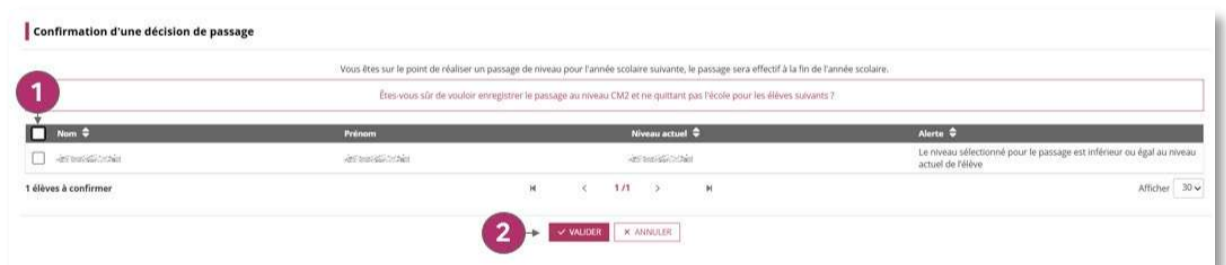 Confirmation d'une décision de passage
Vous êtes sur le point de réaliser un passage de niveau pour l'année scolaire suivante, le passage sera effectif à la fin de l'année scolaire.
Êtes-vous sûr de vouloir enregistrer le passage au niveau CM2 et ne quittant pas l'école pour les élèves suivants ?
1
Nom Prénom Niveau actuel Alerte
Le niveau sélectionné pour le passage est inférieur ou égal au niveau
actuel de l'élève
1 élèves à confirmer 1 /1 Afficher 30
2 VALIDER ANNULER